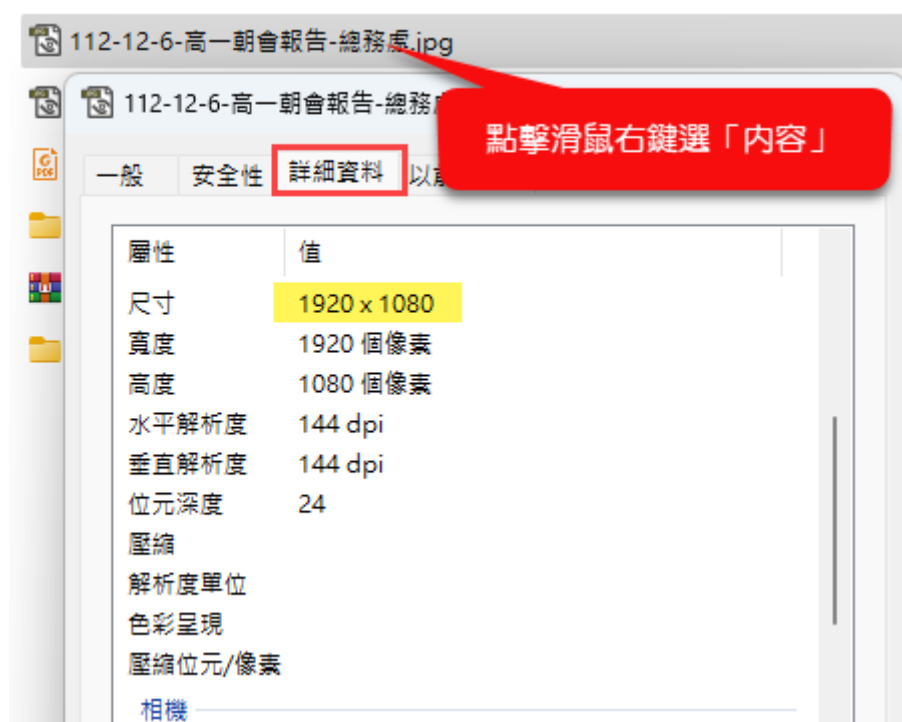 112-12-6-高一朝會報告-總務處.jpg
112-12-6-高一朝會報告-總務
點擊滑鼠右鍵選「內容」
一般 安全性 詳細資料 以
屬性 值
尺寸 1920 x 1080
寬度 1920 個像素
高度 1080 個像素
水平解析度 144 dpi
垂直解析度 144 dpi
位元深度 24
壓縮
解析度單位
色彩呈現
壓縮位元/像素
相機